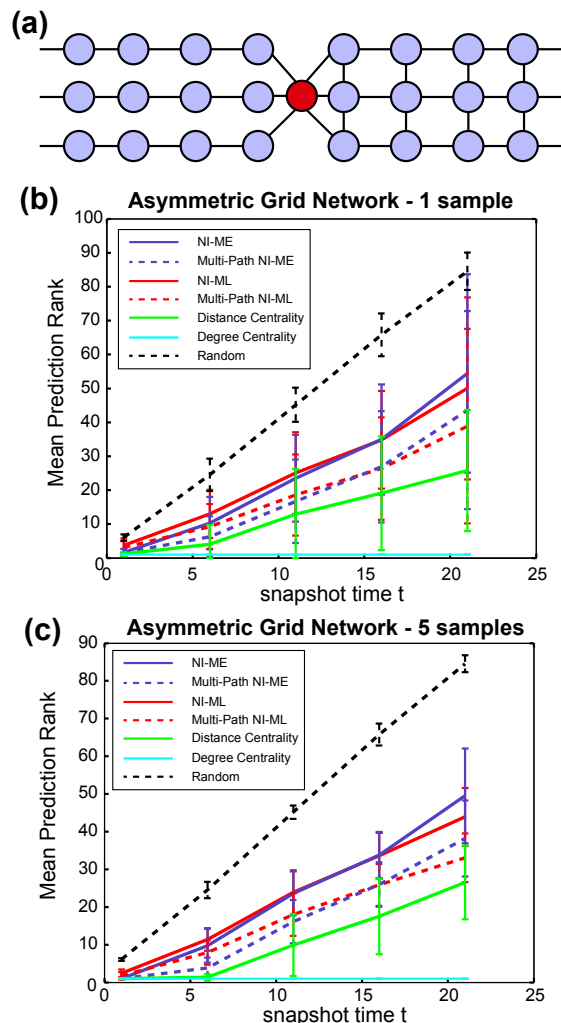 (a)
(b)
Asymmetric Grid Network - 1 sample
100
90
80
70
60
50
40
30
20
10
0
Mean Prediction Rank
NI-ME
Multi-Path NI-ME
NI-ML
Multi-Path NI-ML
Distance Centrality
Degree Centrality
Random
0 5 10 15 20 25
snapshot time t
(c)
Asymmetric Grid Network - 5 samples
90
80
70
60
50
40
30
20
10
0
Mean Prediction Rank
NI-ME
Multi-Path NI-ME
NI-ML
Multi-Path NI-ML
Distance Centrality
Degree Centrality
Random
0 5 10 15 20 25
snapshot time t